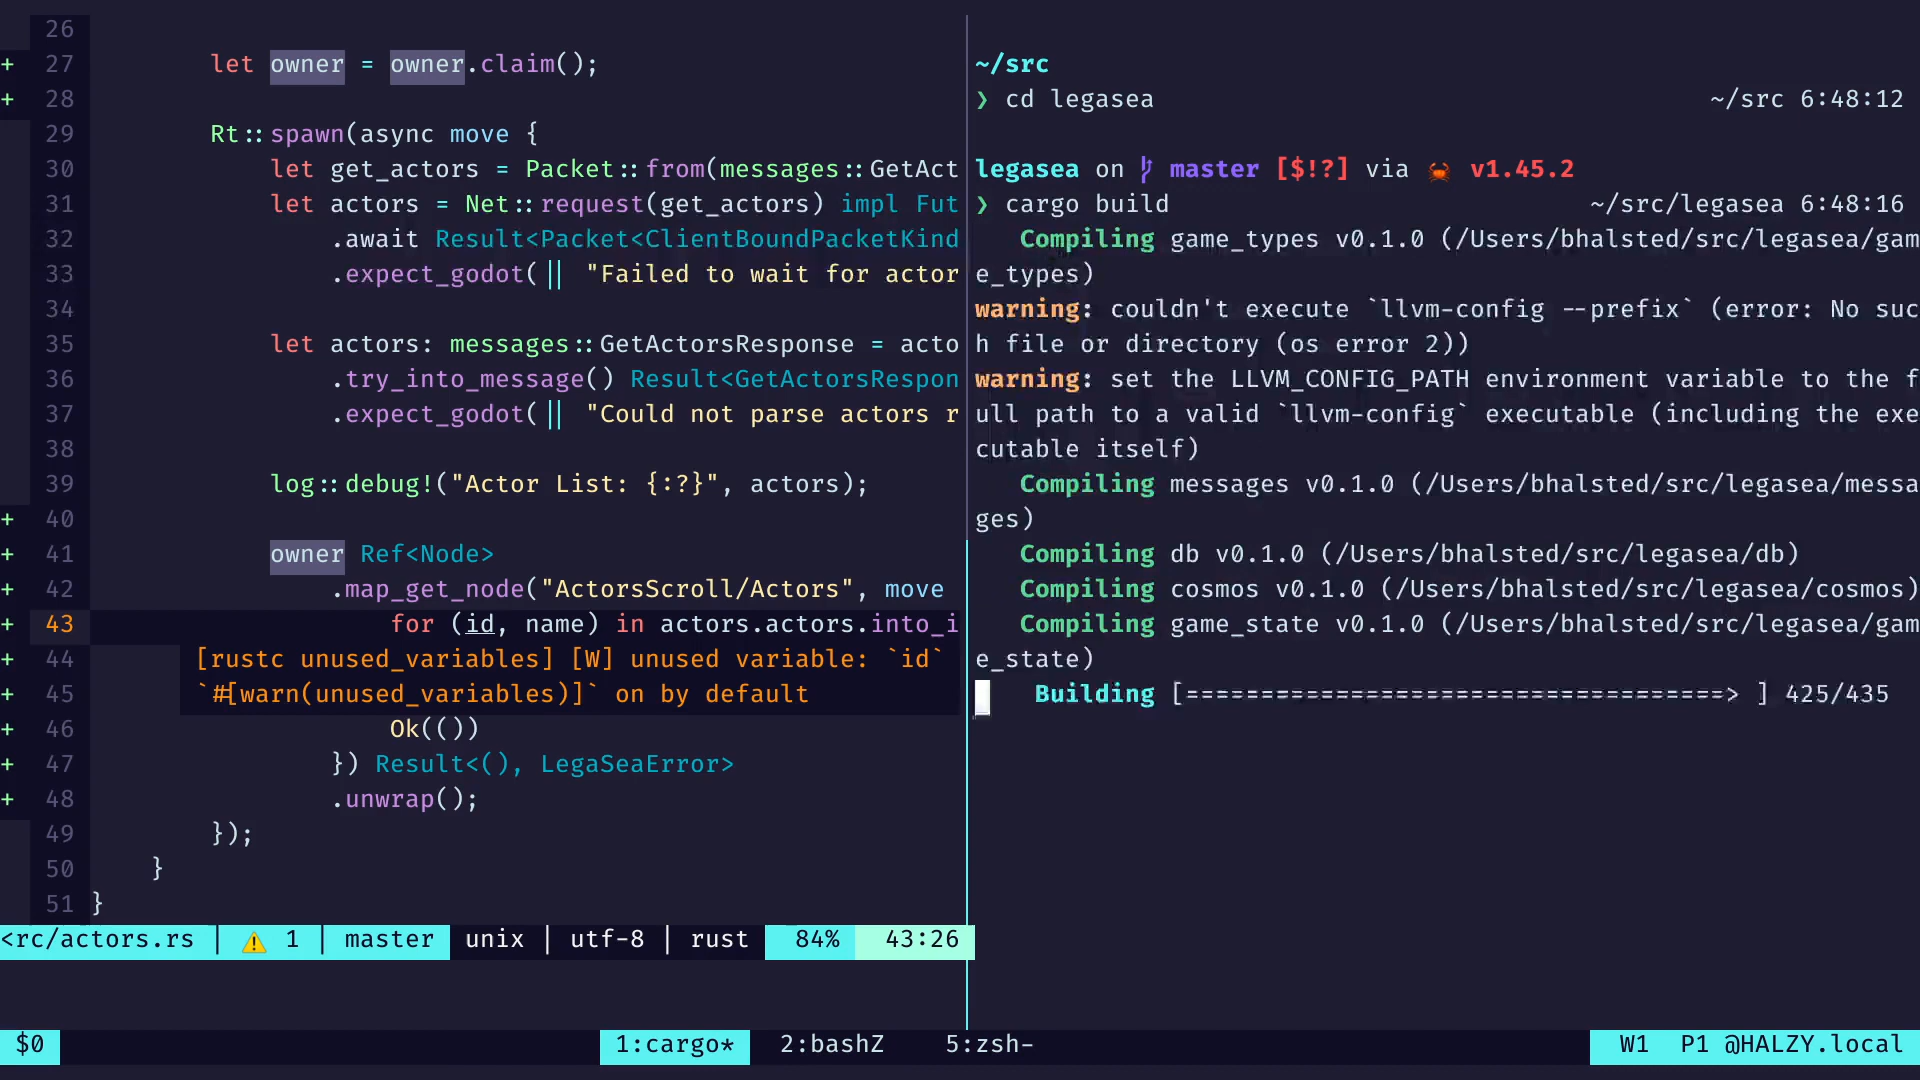 26
+ 27 let owner = owner.claim();
+ 28
29 Rt::spawn(async move {
30 let get_actors = Packet::from(messages::GetAct
31 let actors = Net::request(get_actors) impl Fut
32 .await Result<Packet<ClientBoundPacketKind
33 .expect_godot(|| "Failed to wait for actor
34
35 let actors: messages::GetActorsResponse = acto
36 .try_into_message() Result<GetActorsRespon
37 .expect_godot(|| "Could not parse actors r
38
39 log::debug!("Actor List: {:?}", actors);
+ 40
+ 41 owner Ref<Node>
+ 42 .map_get_node("ActorsScroll/Actors", move
+ 43 for (id, name) in actors.actors.into_i
+ 44 [rustc unused_variables] [W] unused variable: `id`
+ 45 `#[warn(unused_variables)]` on by default
+ 46 Ok(())
+ 47 }) Result<(), LegaSeaError>
+ 48 .unwrap();
49 });
50 }
51 }
<rc/actors.rs | ⚠ 1 | master unix | utf-8 | rust 84% 43:26
~/src
❯ cd legasea ~/src 6:48:12
legasea on master [$!?] via 🦀 v1.45.2
❯ cargo build ~/src/legasea 6:48:16
Compiling game_types v0.1.0 (/Users/bhalsted/src/legasea/gam
e_types)
warning: couldn't execute `llvm-config --prefix` (error: No suc
h file or directory (os error 2))
warning: set the LLVM_CONFIG_PATH environment variable to the f
ull path to a valid `llvm-config` executable (including the exe
cutable itself)
Compiling messages v0.1.0 (/Users/bhalsted/src/legasea/messa
ges)
Compiling db v0.1.0 (/Users/bhalsted/src/legasea/db)
Compiling cosmos v0.1.0 (/Users/bhalsted/src/legasea/cosmos)
Compiling game_state v0.1.0 (/Users/bhalsted/src/legasea/gam
e_state)
Building [====================================> ] 425/435
$0 1:cargo* 2:bashZ 5:zsh- W1 P1 @HALZY.local